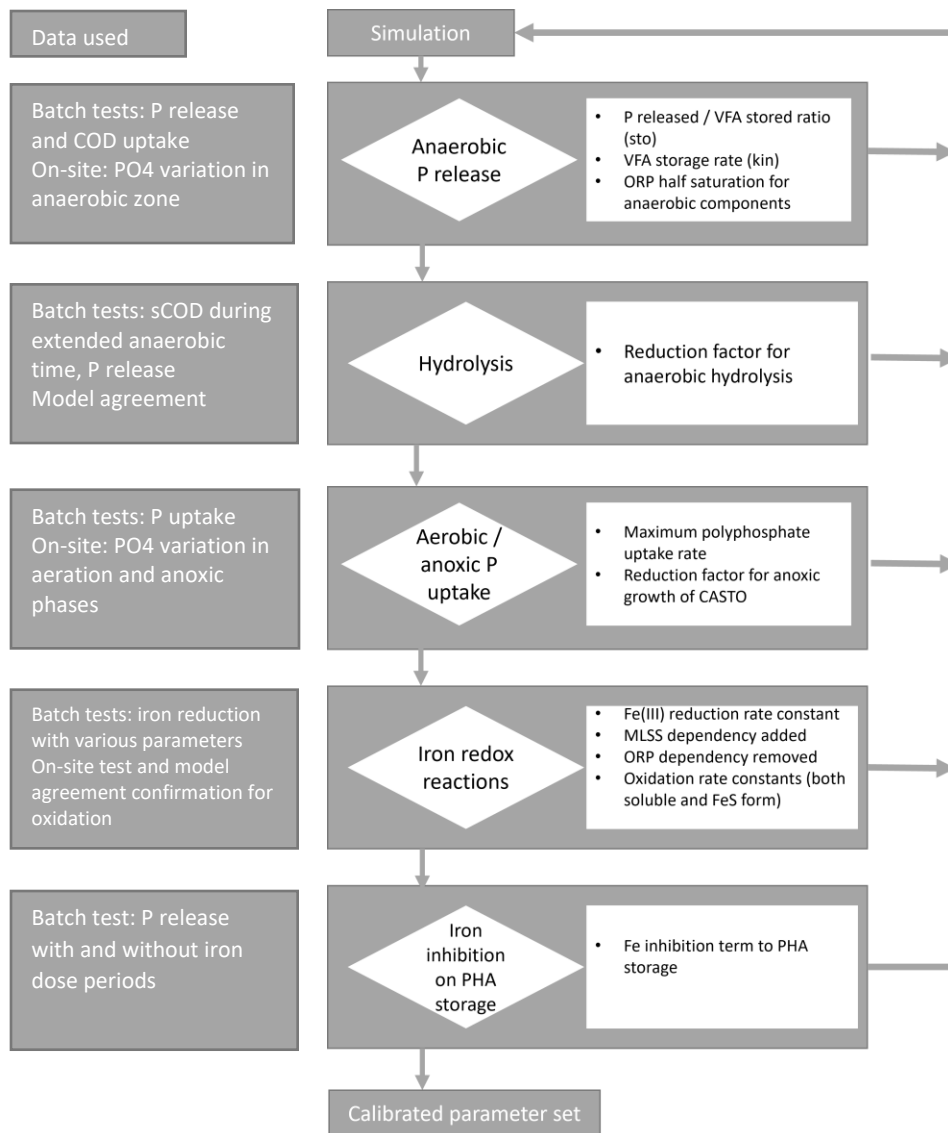 Data used
Simulation
Batch tests: P release
and COD uptake
On-site: PO4 variation in
anaerobic zone
Anaerobic
P release
• P released / VFA stored ratio
(sto)
• VFA storage rate (kin)
• ORP half saturation for
anaerobic components
Batch tests: sCOD during
extended anaerobic
time, P release
Model agreement
Hydrolysis
• Reduction factor for
anaerobic hydrolysis
Batch tests: P uptake
On-site: PO4 variation in
aeration and anoxic
phases
Aerobic /
anoxic P
uptake
• Maximum polyphosphate
uptake rate
• Reduction factor for anoxic
growth of CASTO
Batch tests: iron reduction
with various parameters
On-site test and model
agreement confirmation for
oxidation
Iron redox
reactions
• Fe(III) reduction rate constant
• MLSS dependency added
• ORP dependency removed
• Oxidation rate constants (both
soluble and FeS form)
Batch test: P release
with and without iron
dose periods
Iron
inhibition
on PHA
storage
• Fe inhibition term to PHA
storage
Calibrated parameter set